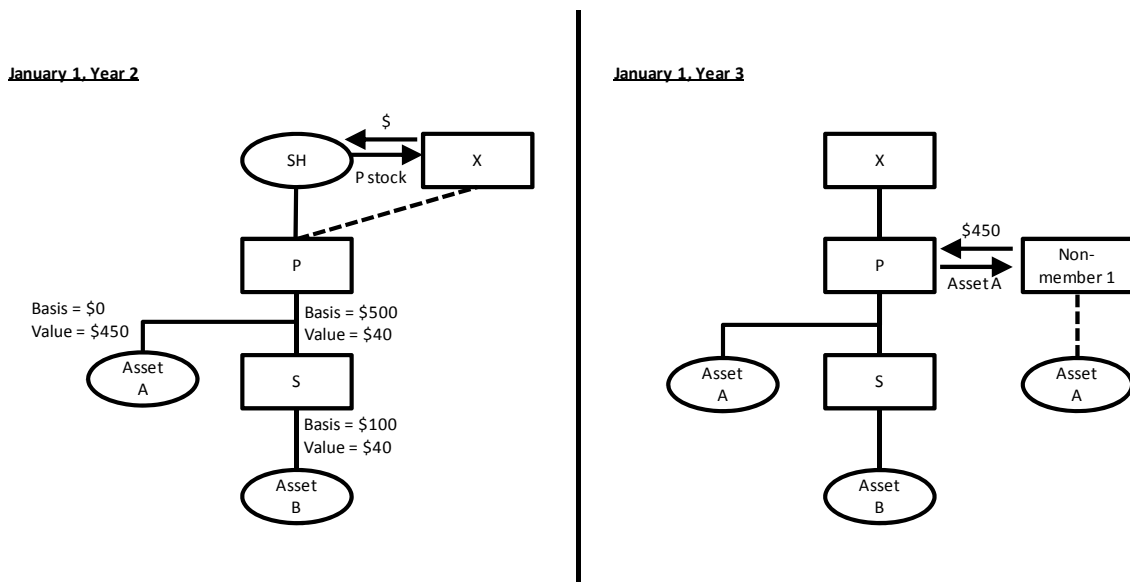 January 1, Year 2
$
SH
X
P stock
P
Basis = $0
Value = $450
Basis = $500
Value = $40
Asset
A
S
Basis = $100
Value = $40
Asset
B
January 1, Year 3
X
$450
P
Non-
member 1
Asset A
Asset
A
S
Asset
A
Asset
B